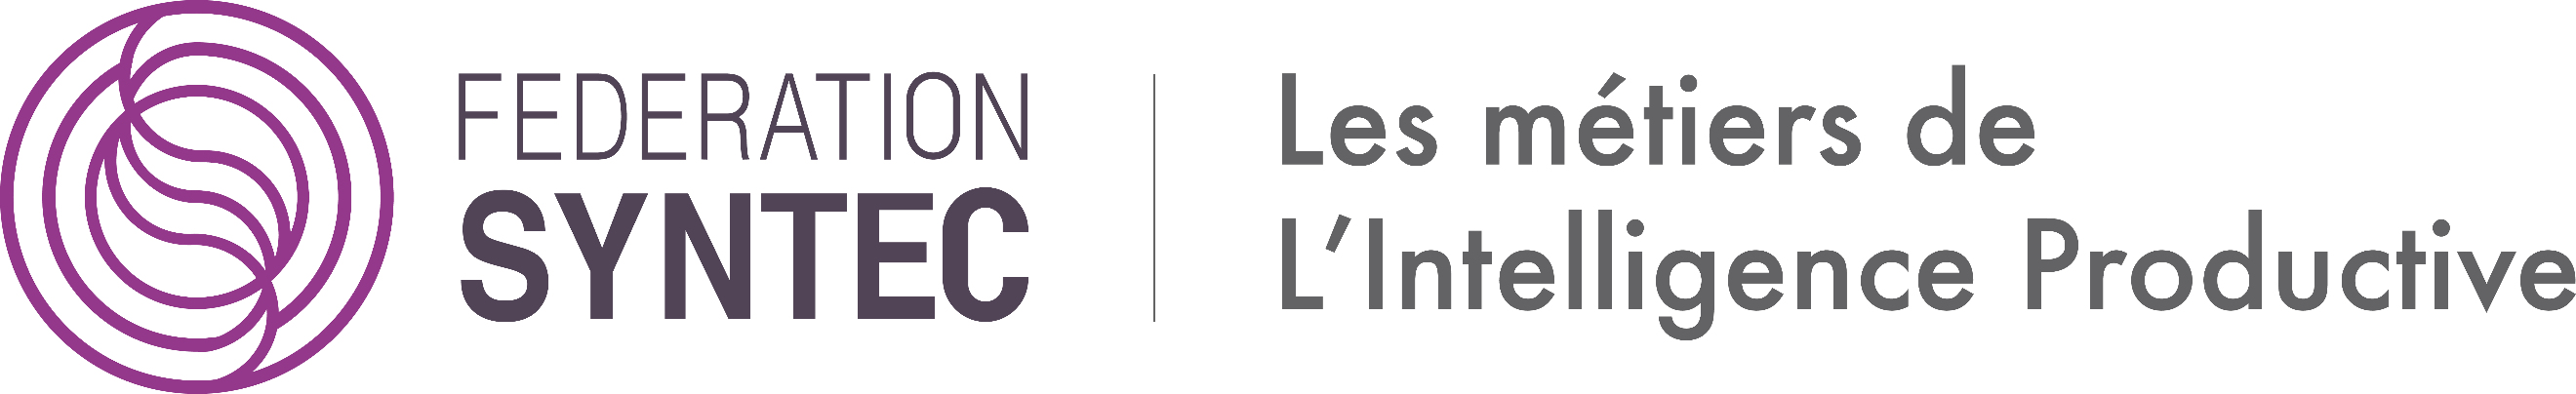 FEDERATION
SYNTEC
Les métiers de
L’Intelligence Productive